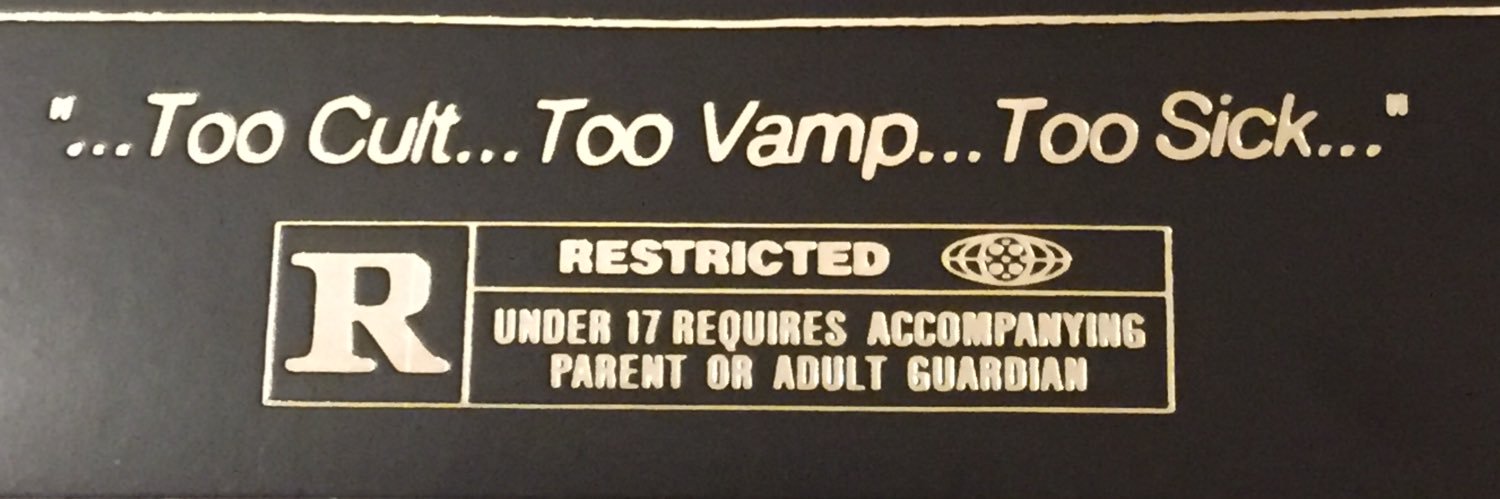 "...Too Cult...Too Vamp...Too Sick..."
R
RESTRICTED
UNDER 17 REQUIRES ACCOMPANYING
PARENT OR ADULT GUARDIAN